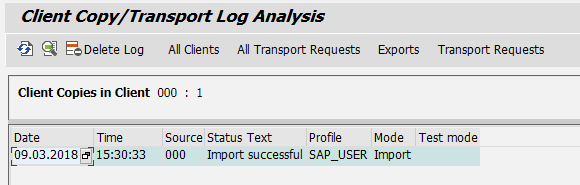 Client Copy/Transport Log Analysis
Delete Log All Clients All Transport Requests Exports Transport Requests
Client Copies in Client 000 : 1
Date Time Source Status Text Profile Mode Test mode
09.03.2018 15:30:33 000 Import successful SAP_USER Import